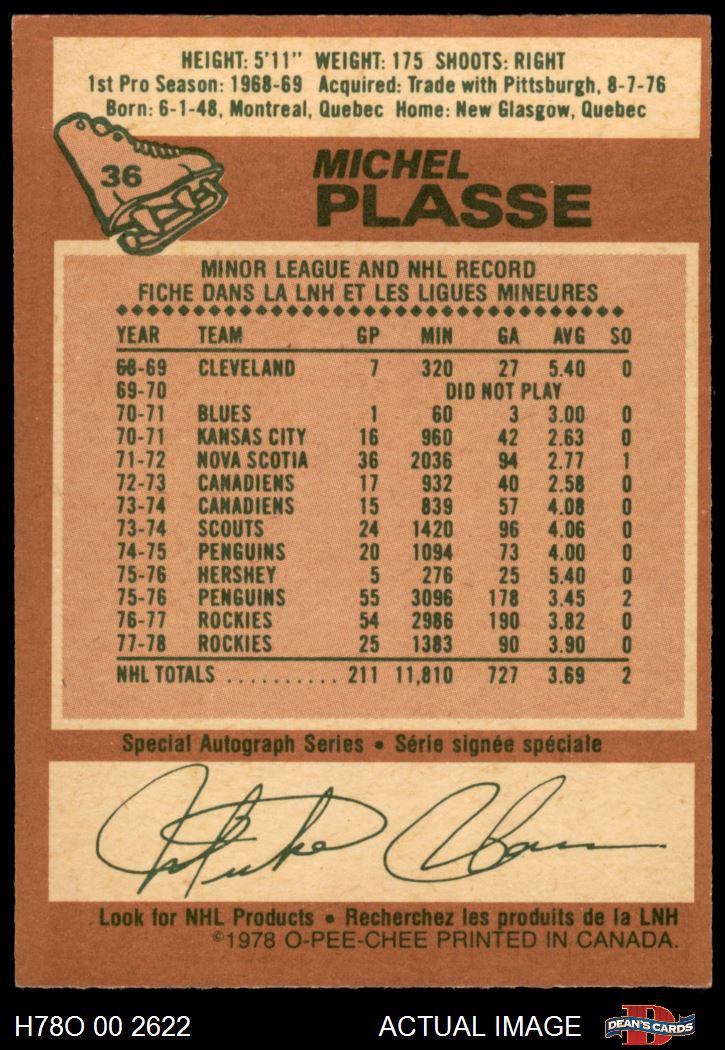 HEIGHT: 5'11" WEIGHT: 175 SHOOTS: RIGHT
1st Pro Season: 1968-69 Acquired: Trade with Pittsburgh, 8-7-76
Born: 6-1-48, Montreal, Quebec Home: New Glasgow, Quebec
36
MICHEL
PLASSE
MINOR LEAGUE AND NHL RECORD
FICHE DANS LA LNH ET LES LIGUES MINEURES
YEAR TEAM GP MIN GA AVG SO
68-69 CLEVELAND 7 320 27 5.40 0
69-70 DID NOT PLAY
70-71 BLUES 1 60 3 3.00 0
70-71 KANSAS CITY 16 960 42 2.63 0
71-72 NOVA SCOTIA 36 2036 94 2.77 1
72-73 CANADIENS 17 932 40 2.58 0
73-74 CANADIENS 15 839 57 4.08 0
73-74 SCOUTS 24 1420 96 4.06 0
74-75 PENGUINS 20 1094 73 4.00 0
75-76 HERSHEY 5 276 25 5.40 0
75-76 PENGUINS 55 3096 178 3.45 2
76-77 ROCKIES 54 2986 190 3.82 0
77-78 ROCKIES 25 1383 90 3.90 0
NHL TOTALS .......... 211 11,810 727 3.69 2
Special Autograph Series • Série signée spéciale
Look for NHL Products • Recherchez les produits de la LNH
©1978 O-PEE-CHEE PRINTED IN CANADA.
H78O 00 2622 ACTUAL IMAGE DEAN'S CARDS